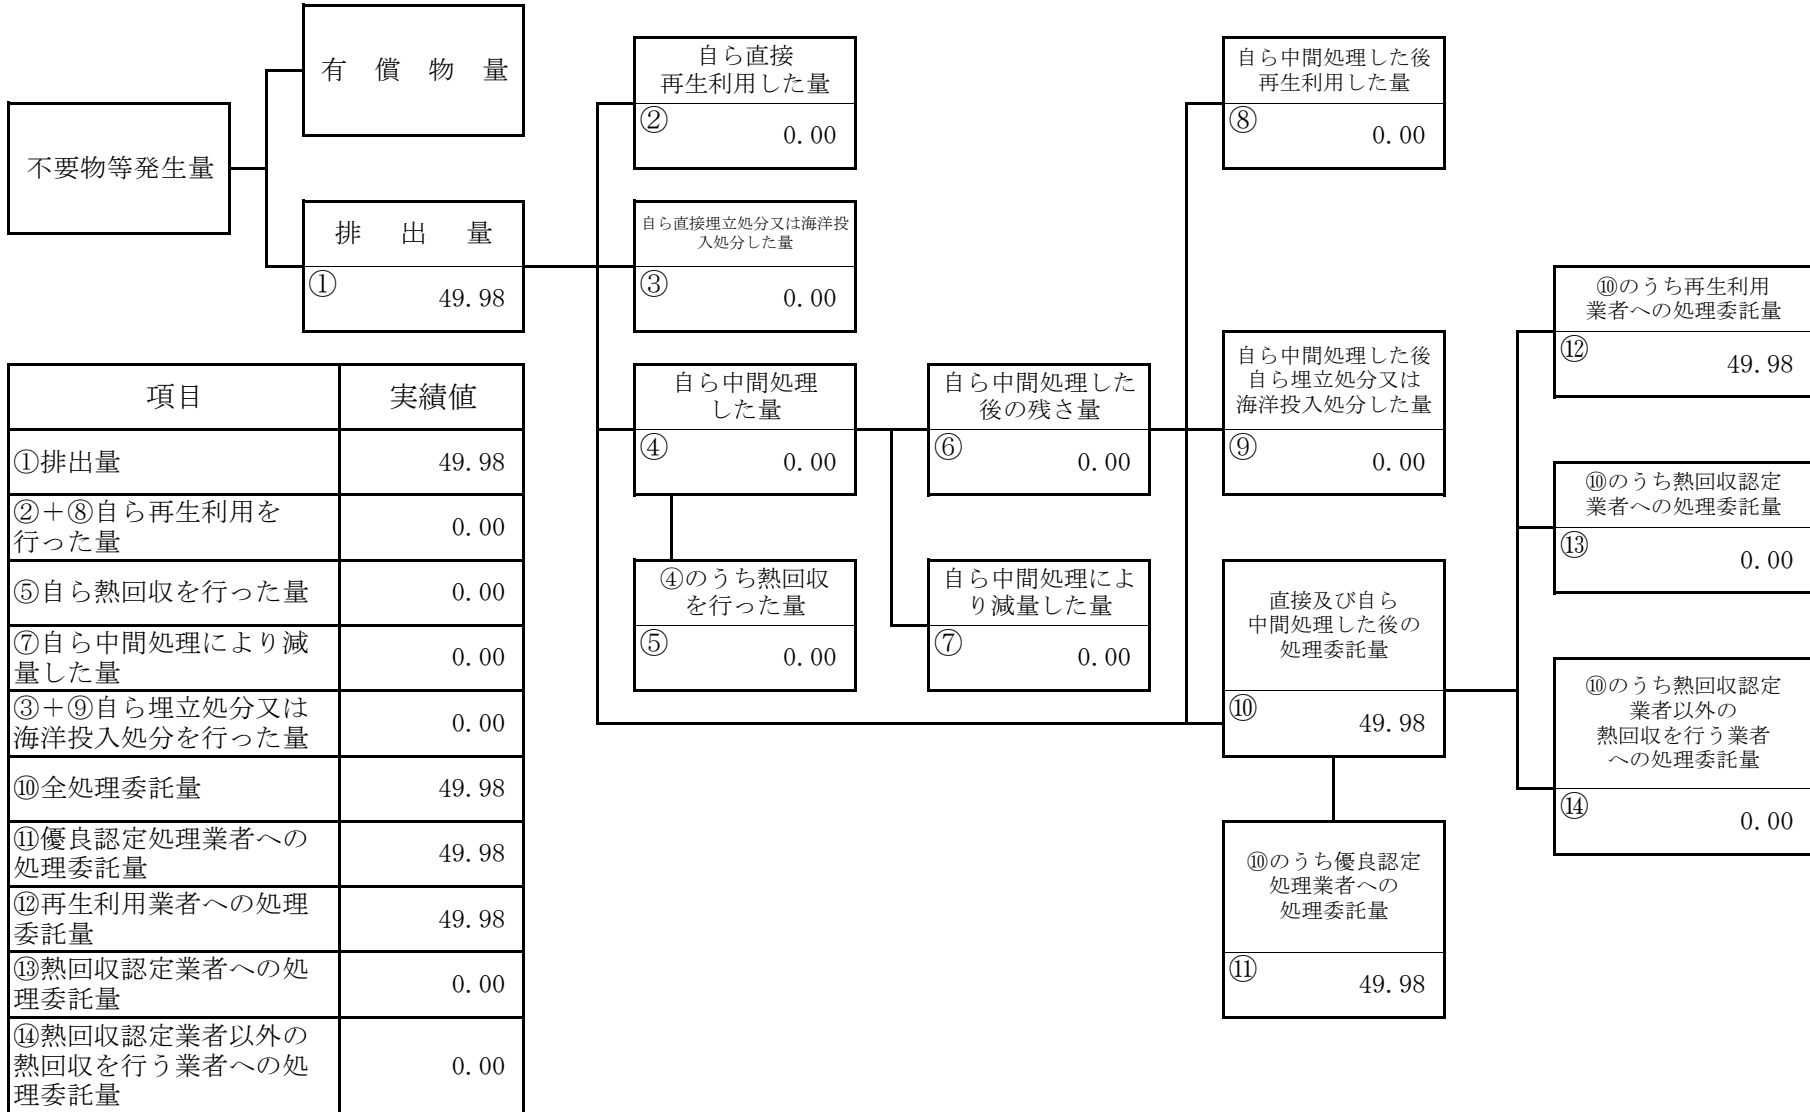 有　償　物　量
不要物等発生量
排　出　量
①
49.98
自ら直接
再生利用した量
②
0.00
自ら直接埋立処分又は海洋投
入処分した量
③
0.00
自ら中間処理
した量
④
0.00
④のうち熱回収
を行った量
⑤
0.00
自ら中間処理した
後の残さ量
⑥
0.00
自ら中間処理によ
り減量した量
⑦
0.00
自ら中間処理した後
再生利用した量
⑧
0.00
自ら中間処理した後
自ら埋立処分又は
海洋投入処分した量
⑨
0.00
直接及び自ら
中間処理した後の
処理委託量
⑩
49.98
⑩のうち優良認定
処理業者への
処理委託量
⑪
49.98
⑩のうち再生利用
業者への処理委託量
⑫
49.98
⑩のうち熱回収認定
業者への処理委託量
⑬
0.00
⑩のうち熱回収認定
業者以外の
熱回収を行う業者
への処理委託量
⑭
0.00
項目
実績値
①排出量
49.98
②＋⑧自ら再生利用を
行った量
0.00
⑤自ら熱回収を行った量
0.00
⑦自ら中間処理により減
量した量
0.00
③＋⑨自ら埋立処分又は
海洋投入処分を行った量
0.00
⑩全処理委託量
49.98
⑪優良認定処理業者への
処理委託量
49.98
⑫再生利用業者への処理
委託量
49.98
⑬熱回収認定業者への処
理委託量
0.00
⑭熱回収認定業者以外の
熱回収を行う業者への処
理委託量
0.00